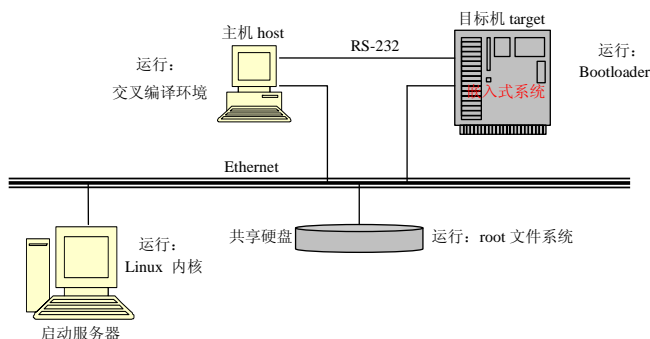 主机 host
目标机 target
RS-232
运行：
交叉编译环境
运行：
Bootloader
嵌入式系统
Ethernet
运行：
Linux 内核
共享硬盘
运行：root 文件系统
启动服务器